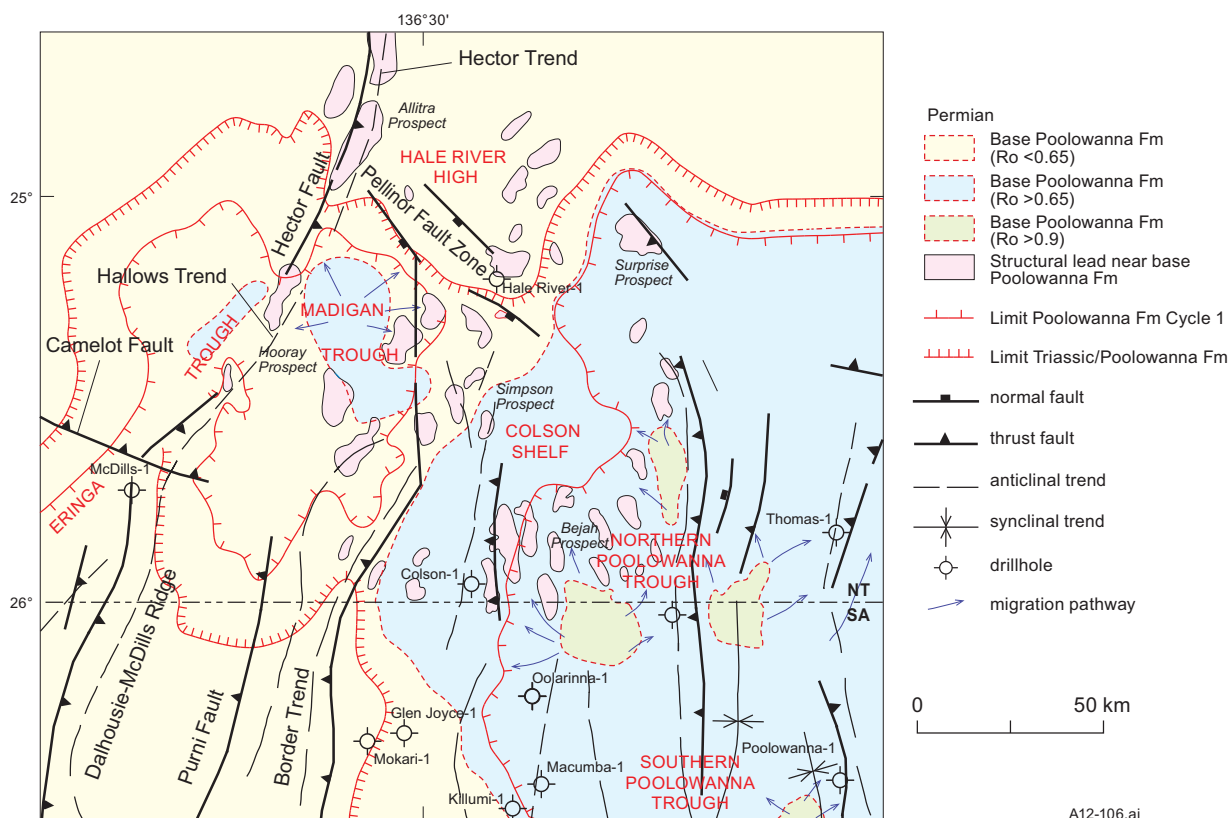 136°30'
Hector Trend
Allitra
Prospect
HALE RIVER
HIGH
25°
Hector Fault
Pellinor Fault Zone
Hallows Trend
Surprise
Prospect
Hale River-1
MADIGAN
TROUGH
TROUGH
Camelot Fault
Hooray
Prospect
Simpson
Prospect
COLSON
SHELF
McDills-1
ERINGA
Thomas-1
Bejah
Prospect
NORTHERN
POOLOWANNA
TROUGH
Colson-1
26°
NT
SA
Dalhousie-McDills Ridge
Purni Fault
Border Trend
Oolarinna-1
Glen Joyce-1
Mokari-1
Macumba-1
Killumi-1
Poolowanna-1
SOUTHERN
POOLOWANNA
TROUGH
Permian
Base Poolowanna Fm
(Ro <0.65)
Base Poolowanna Fm
(Ro >0.65)
Base Poolowanna Fm
(Ro >0.9)
Structural lead near base
Poolowanna Fm
Limit Poolowanna Fm Cycle 1
Limit Triassic/Poolowanna Fm
normal fault
thrust fault
anticlinal trend
synclinal trend
drillhole
migration pathway
0
50 km
A12-106.ai